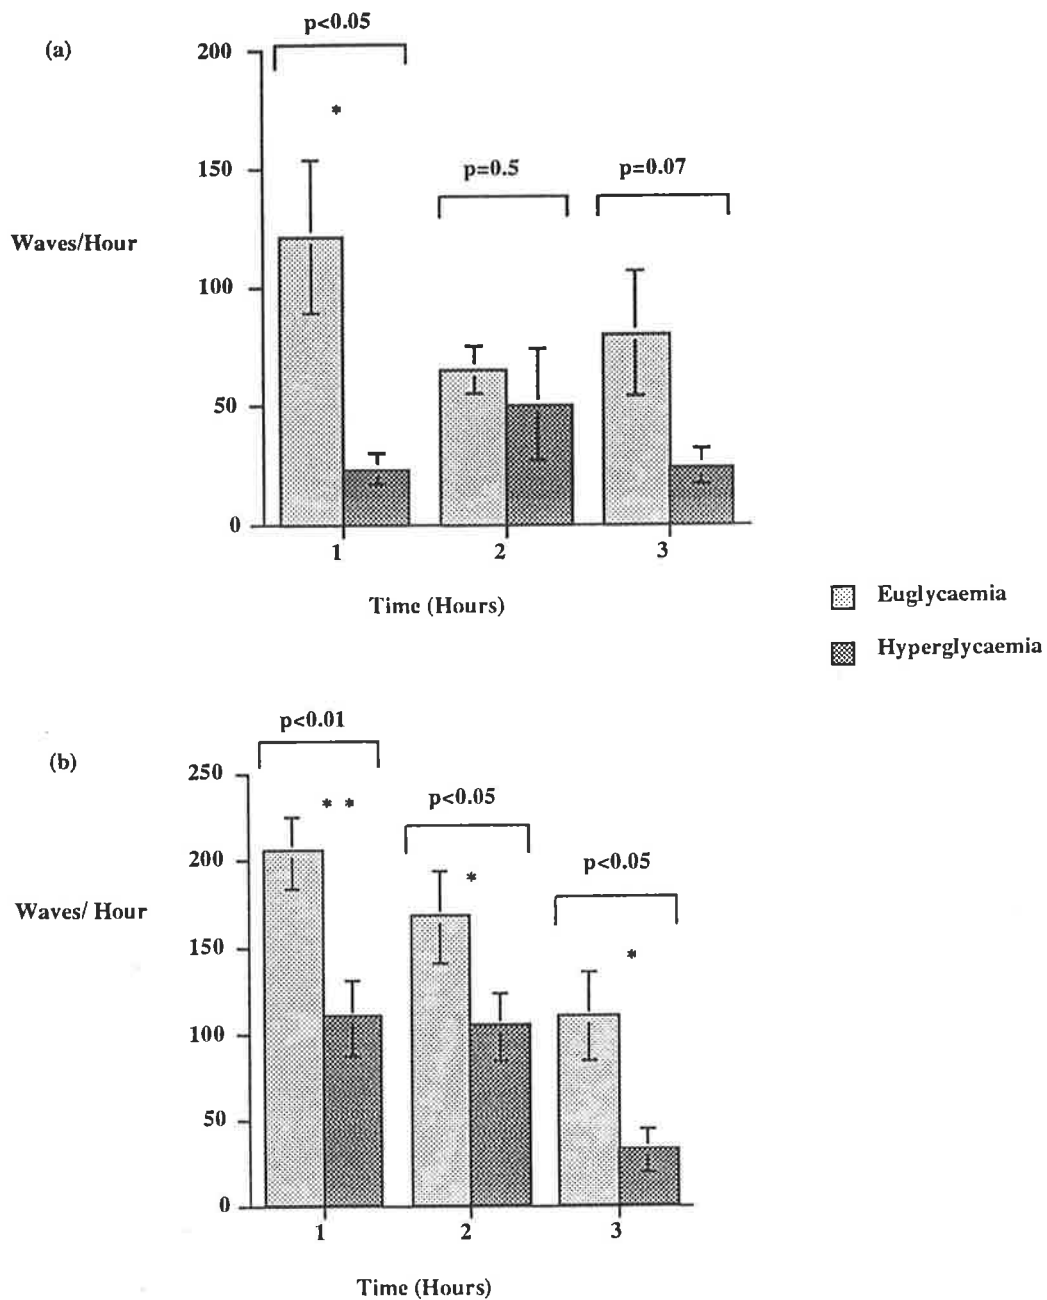 p<0.05
(a)
200
*
150
p=0.5
p=0.07
Waves/Hour
100
50
0
1
2
3
Time (Hours)
Euglycaemia
Hyperglycaemia
p<0.01
(b)
250
* *
p<0.05
200
*
p<0.05
Waves/ Hour
150
*
100
50
0
1
2
3
Time (Hours)